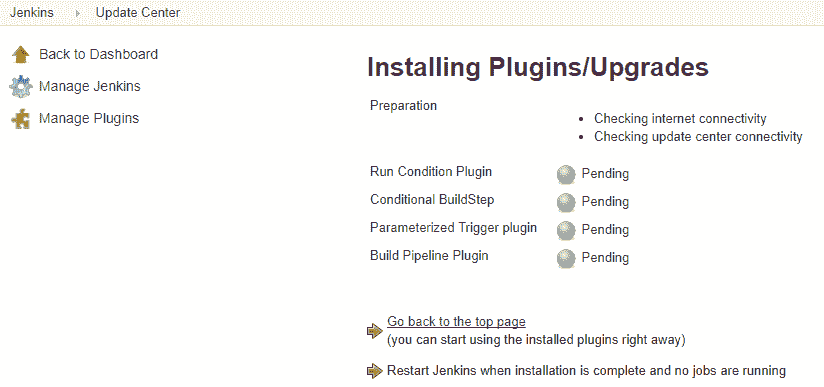 Jenkins Update Center
Back to Dashboard
Manage Jenkins
Manage Plugins
Installing Plugins/Upgrades
Preparation
Checking internet connectivity
Checking update center connectivity
Run Condition Plugin Pending
Conditional BuildStep Pending
Parameterized Trigger plugin Pending
Build Pipeline Plugin Pending
Go back to the top page
(you can start using the installed plugins right away)
Restart Jenkins when installation is complete and no jobs are running